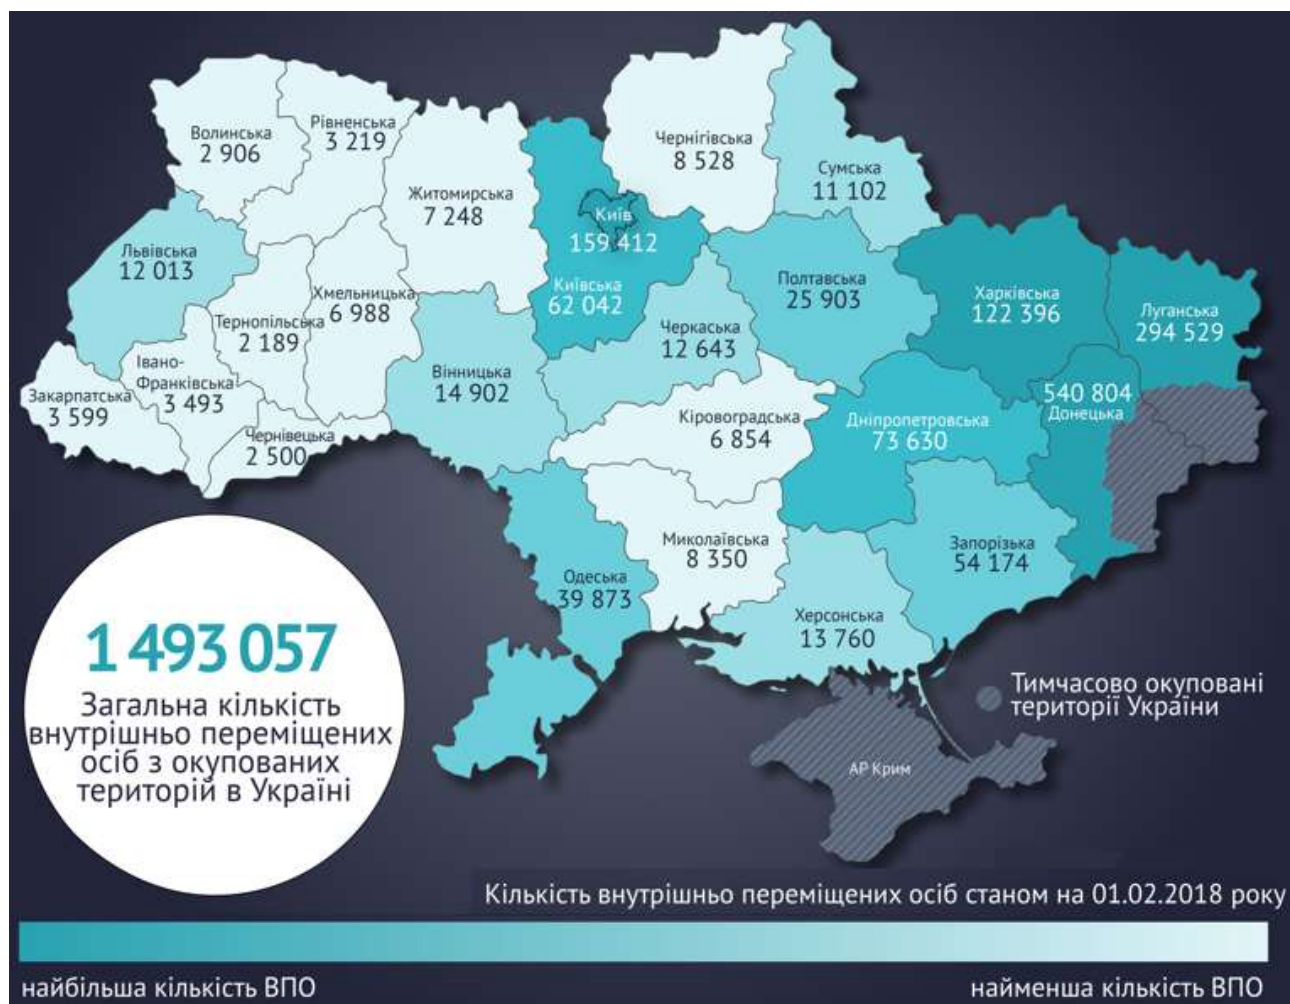 Волинська
2 906
Рівненська
3 219
Житомирська
7 248
Чернігівська
8 528
Сумська
11 102
Київ
159 412
Київська
62 042
Львівська
12 013
Тернопільська
2 189
Хмельницька
6 988
Івано-
Франківська
3 493
Закарпатська
3 599
Чернівецька
2 500
Вінницька
14 902
Черкаська
12 643
Полтавська
25 903
Харківська
122 396
Луганська
294 529
540 804
Донецька
Дніпропетровська
73 630
Кіровоградська
6 854
Миколаївська
8 350
Одеська
39 873
Запорізька
54 174
Херсонська
13 760
АР Крим
Тимчасово окуповані
території України
1 493 057
Загальна кількість
внутрішньо переміщених
осіб з окупованих
територій в Україні
Кількість внутрішньо переміщених осіб станом на 01.02.2018 року
найбільша кількість ВПО
найменша кількість ВПО